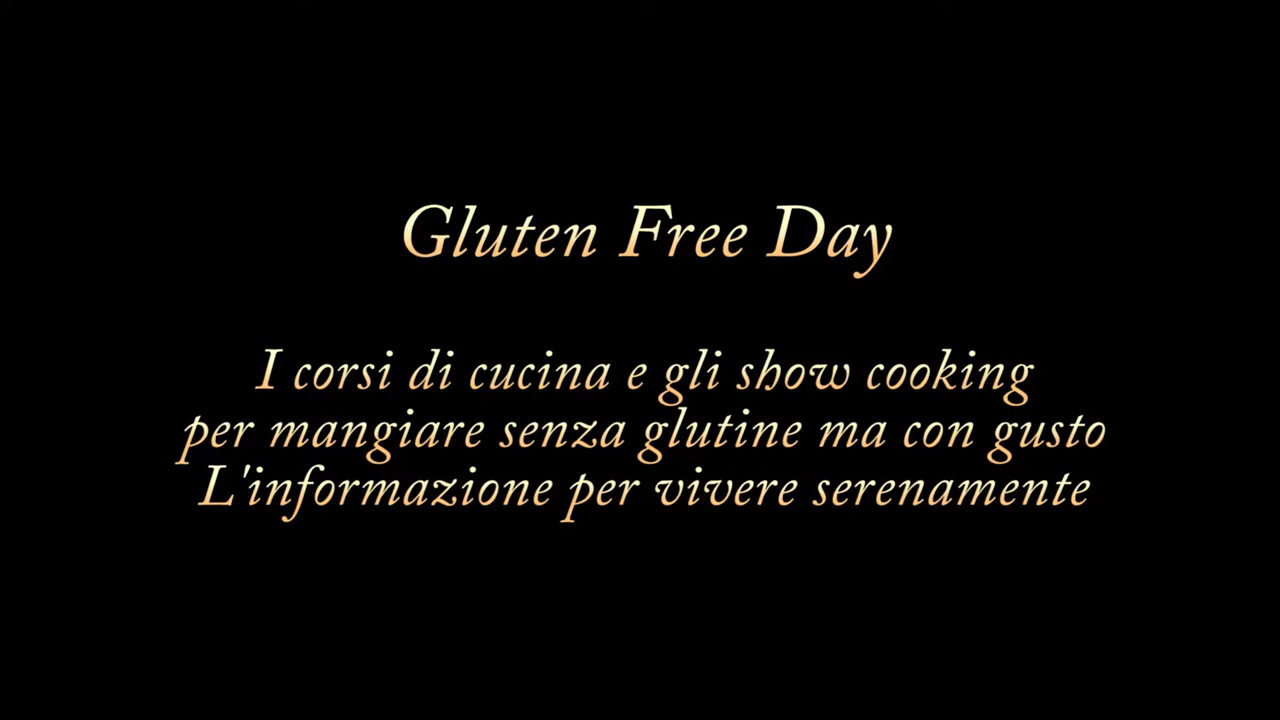 Gluten Free Day
I corsi di cucina e gli show cooking
per mangiare senza glutine ma con gusto
L'informazione per vivere serenamente